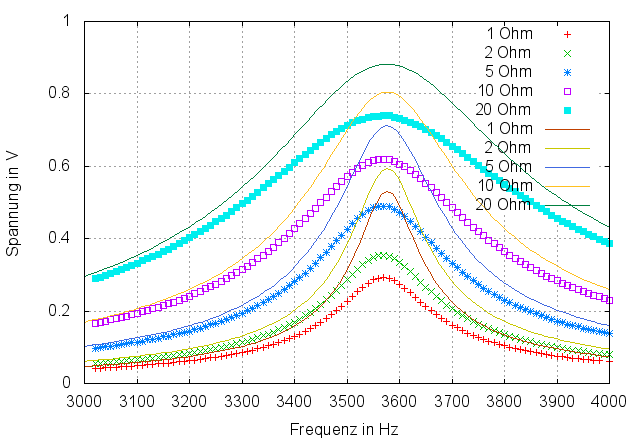 1
0.8
0.6
0.4
0.2
0
3000 3100 3200 3300 3400 3500 3600 3700 3800 3900 4000
Spannung in V
Frequenz in Hz
1 Ohm
2 Ohm
5 Ohm
10 Ohm
20 Ohm
1 Ohm
2 Ohm
5 Ohm
10 Ohm
20 Ohm